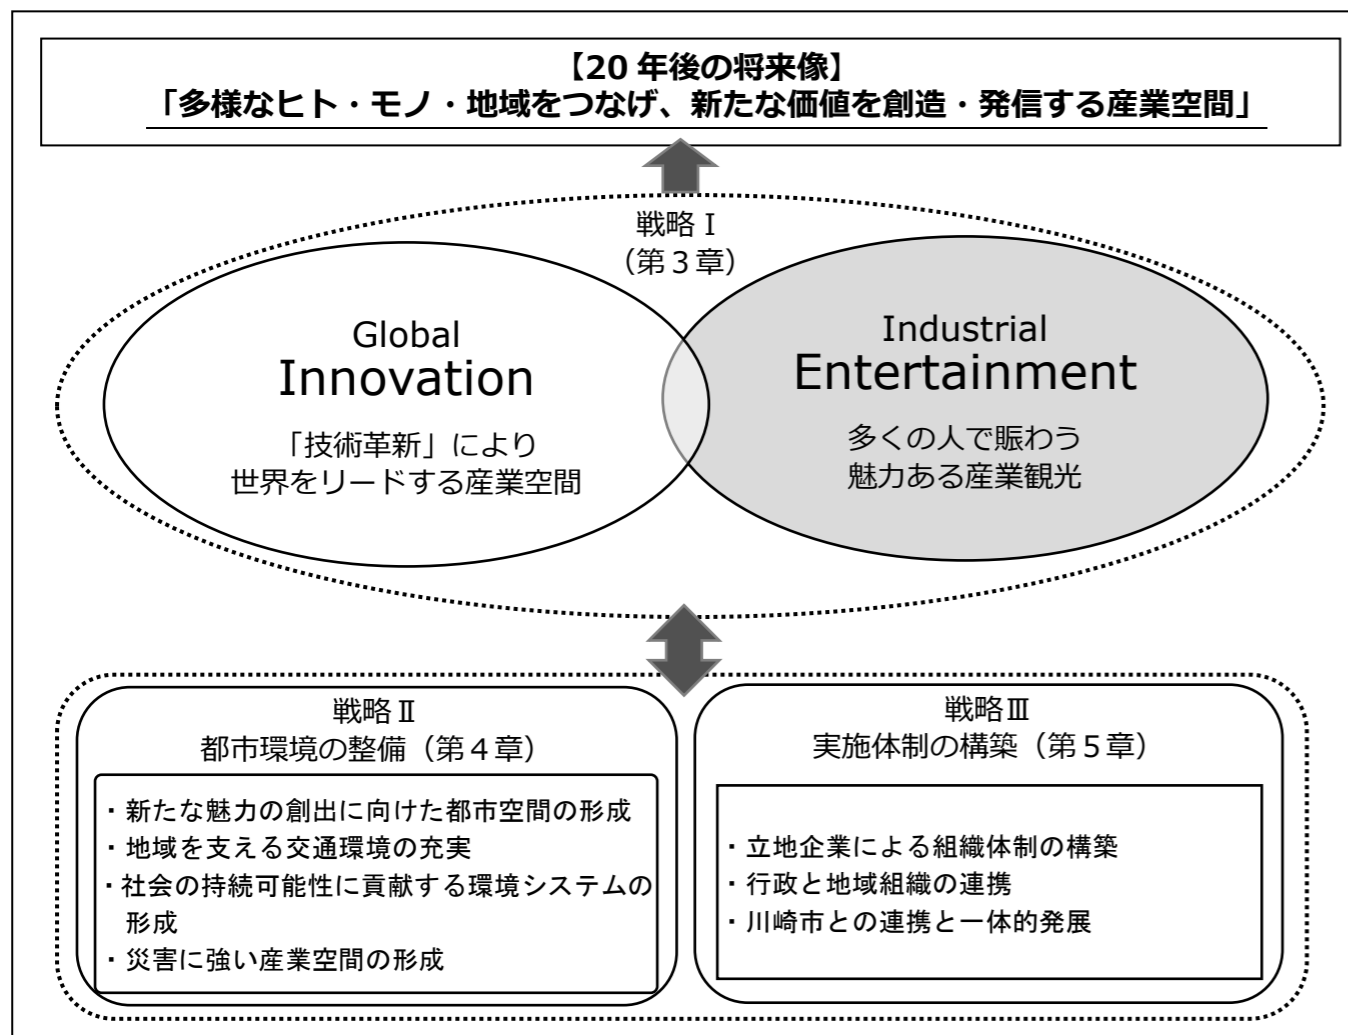 【20 年後の将来像】
「多様なヒト・モノ・地域をつなげ、新たな価値を創造・発信する産業空間」
戦略Ⅰ
（第３章）
Global
Innovation
「技術革新」により
世界をリードする産業空間
Industrial
Entertainment
多くの人で賑わう
魅力ある産業観光
戦略Ⅱ
都市環境の整備（第４章）
・新たな魅力の創出に向けた都市空間の形成
・地域を支える交通環境の充実
・社会の持続可能性に貢献する環境システムの
形成
・災害に強い産業空間の形成
戦略Ⅲ
実施体制の構築（第５章）
・立地企業による組織体制の構築
・行政と地域組織の連携
・川崎市との連携と一体的発展